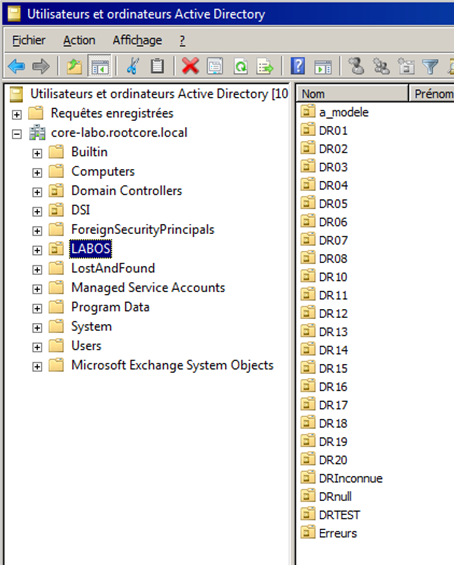 Utilisateurs et ordinateurs Active Directory
Fichier Action Affichage ?
Utilisateurs et ordinateurs Active Directory [10
Requêtes enregistrées
core-labo.rootcore.local
Builtin
Computers
Domain Controllers
DSI
ForeignSecurityPrincipals
LABOS
LostAndFound
Managed Service Accounts
Program Data
System
Users
Microsoft Exchange System Objects
Nom Prénom
a_modele
DR01
DR02
DR03
DR04
DR05
DR06
DR07
DR08
DR10
DR11
DR12
DR13
DR14
DR15
DR16
DR17
DR18
DR19
DR20
DRInconnue
DRnull
DRTEST
Erreurs